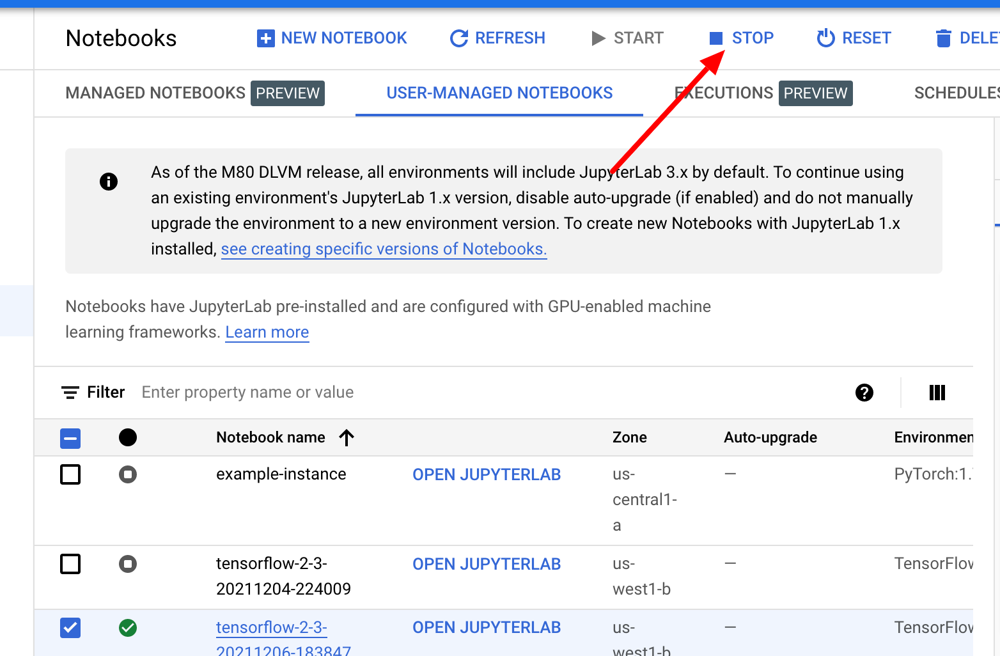 Notebooks NEW NOTEBOOK REFRESH START STOP RESET DELE
MANAGED NOTEBOOKS PREVIEW USER-MANAGED NOTEBOOKS EXECUTIONS PREVIEW SCHEDULES
As of the M80 DLVM release, all environments will include JupyterLab 3.x by default. To continue using
an existing environment's JupyterLab 1.x version, disable auto-upgrade (if enabled) and do not manually
upgrade the environment to a new environment version. To create new Notebooks with JupyterLab 1.x
installed, see creating specific versions of Notebooks.
Notebooks have JupyterLab pre-installed and are configured with GPU-enabled machine
learning frameworks. Learn more
Filter Enter property name or value
Notebook name Zone Auto-upgrade Environmen
example-instance OPEN JUPYTERLAB us- — PyTorch:1.
central1-
a
tensorflow-2-3- OPEN JUPYTERLAB us- — TensorFlow
20211204-224009 west1-b
tensorflow-2-3- OPEN JUPYTERLAB us- — TensorFlow
20211206-183847 west1-b